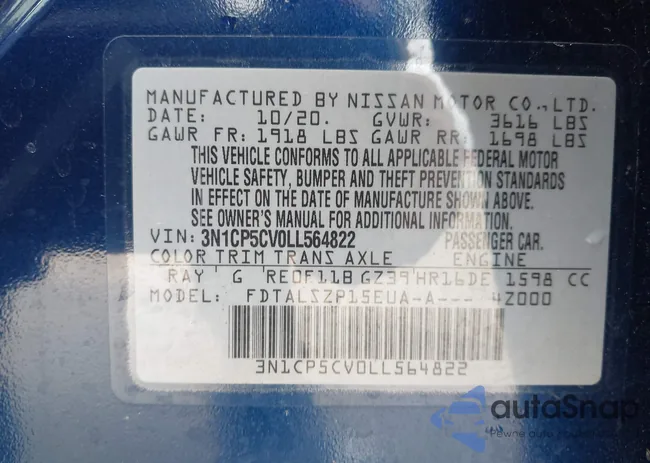 MANUFACTURED BY NISSAN MOTOR CO.,LTD.
DATE: 10/20. GVWR: 3616 LBS
GAWR FR: 1918 LBS GAWR RR: 1698 LBS
THIS VEHICLE CONFORMS TO ALL APPLICABLE FEDERAL MOTOR
VEHICLE SAFETY, BUMPER AND THEFT PREVENTION STANDARDS
IN EFFECT ON THE DATE OF MANUFACTURE SHOWN ABOVE.
SEE OWNER'S MANUAL FOR ADDITIONAL INFORMATION.
VIN: 3N1CP5CV0LL564822 PASSENGER CAR.
COLOR TRIM TRANS AXLE ENGINE
RAY G RE0F11B GZ39 HR16DE 1598 CC
MODEL: FDTALSZP15EUA-A--- 4Z000
3N1CP5CV0LL564822
autoSnap
Pewne auto z